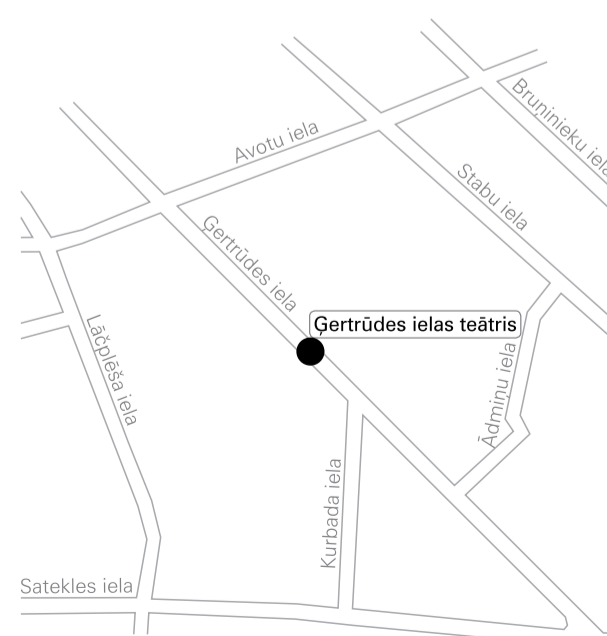 Bruņinieku iela
Avotu iela
Stabu iela
Ģertrūdes iela
Ģertrūdes ielas teātris
Lāčplēša iela
Ādmiņu iela
Kurbada iela
Satekles iela